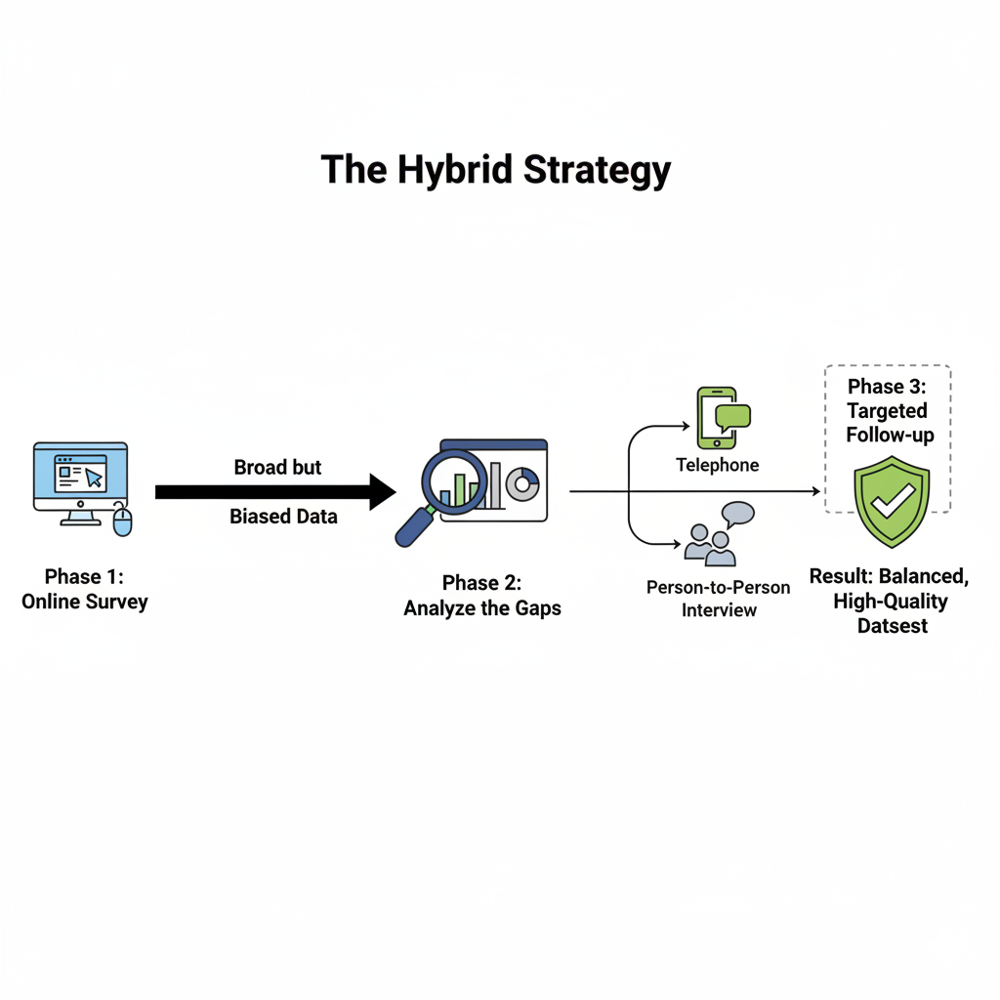 The Hybrid Strategy
Phase 1:
Online Survey
Broad but
Biased Data
Phase 2:
Analyze the Gaps
Telephone
Person-to-Person
Interview
Phase 3:
Targeted
Follow-up
Result: Balanced,
High-Quality
Datsest